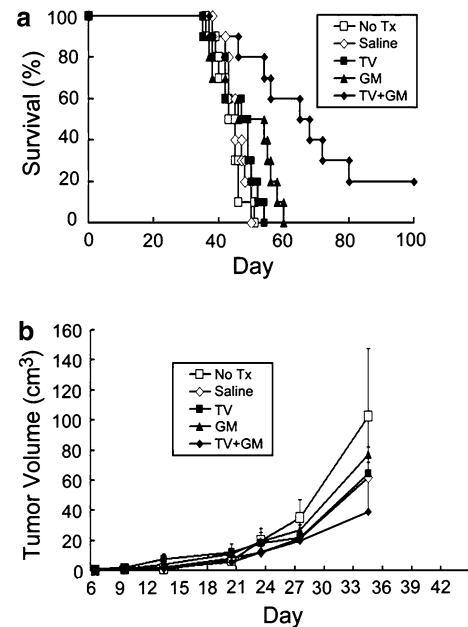 a
Survival (%)
100
80
60
40
20
0
No Tx
Saline
TV
GM
TV+GM
0 20 40 60 80 100
Day
b
Tumor Volume (cm³)
160
140
120
100
80
60
40
20
0
No Tx
Saline
TV
GM
TV+GM
6 9 12 15 18 21 24 27 30 33 36 39 42
Day